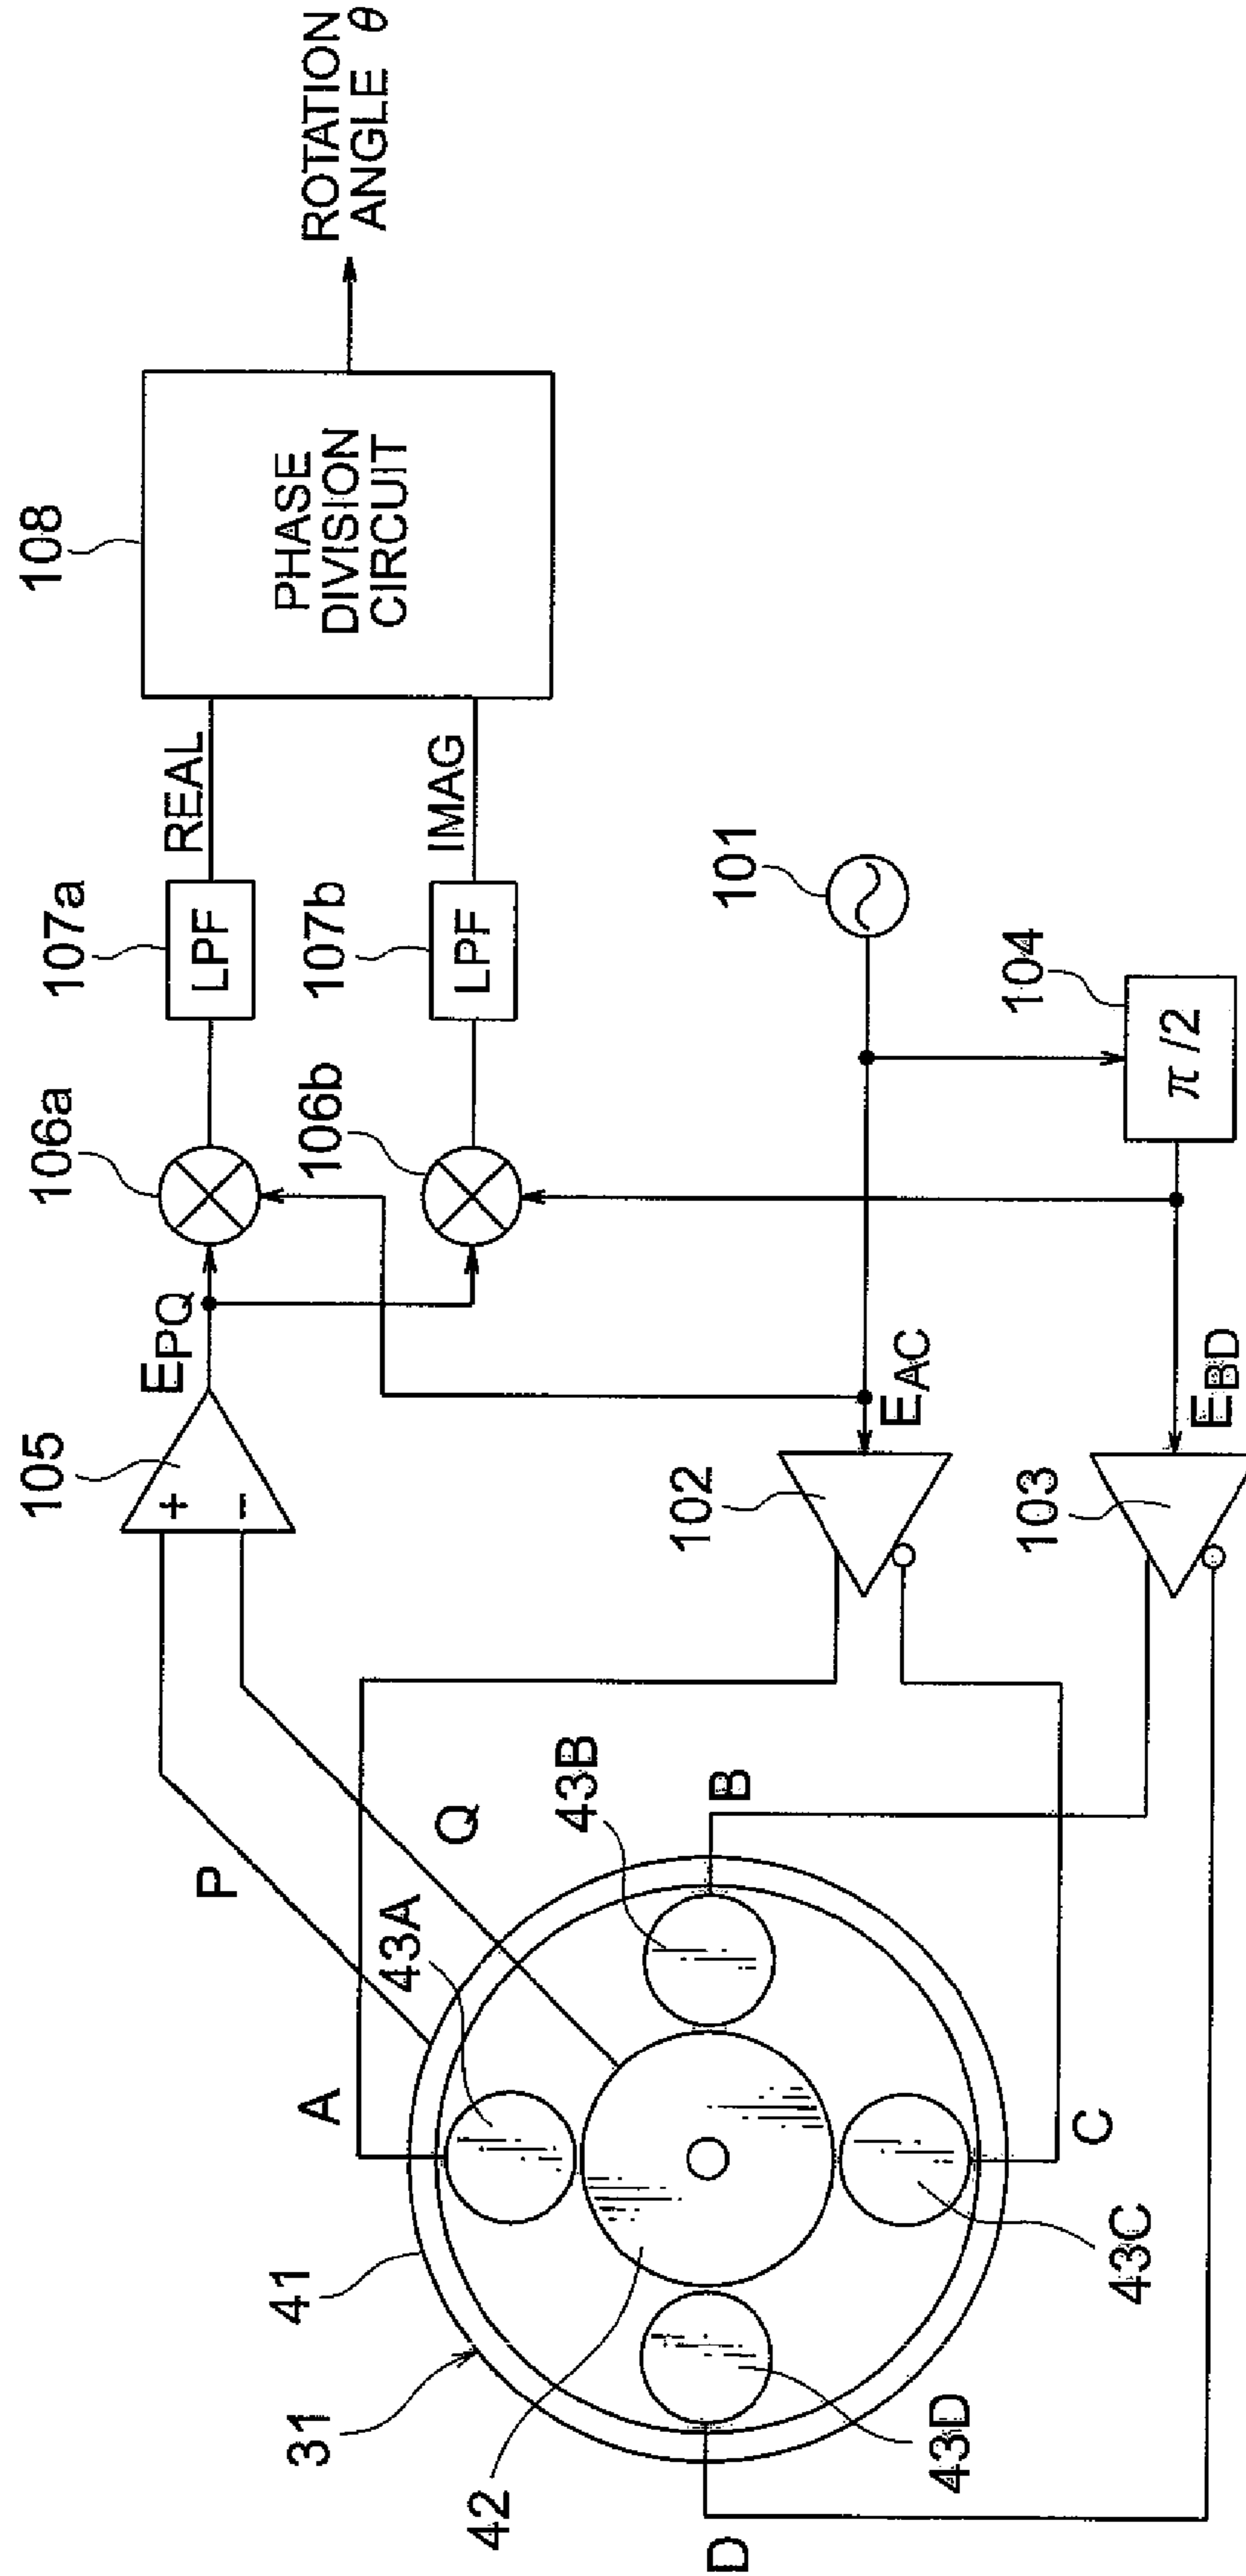 108
PHASE
DIVISION
CIRCUIT
ROTATION
ANGLE θ
REAL
IMAG
107a
LPF
107b
LPF
106a
106b
101
104
π/2
EPQ
105
+
−
EAC
102
EBD
103
P
Q
A
43A
43B
B
31
41
42
43D
D
43C
C